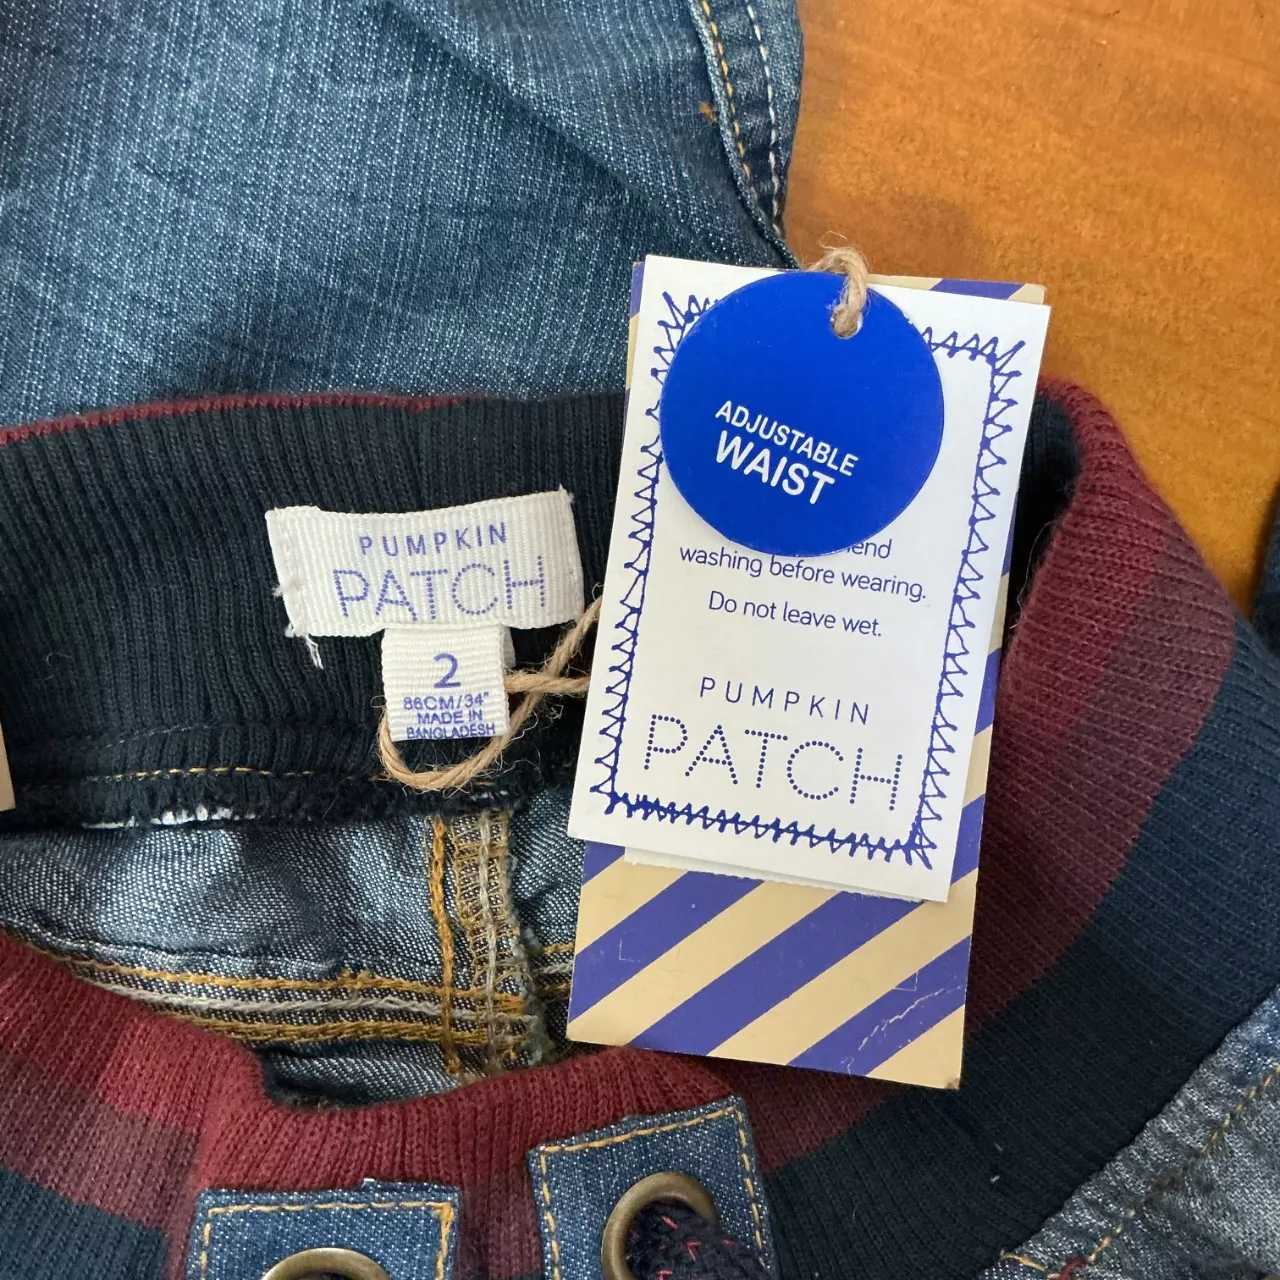 PUMPKIN
PATCH
2
86CM/34"
MADE IN
BANGLADESH
ADJUSTABLE
WAIST
washing before wearing.
Do not leave wet.
PUMPKIN
PATCH